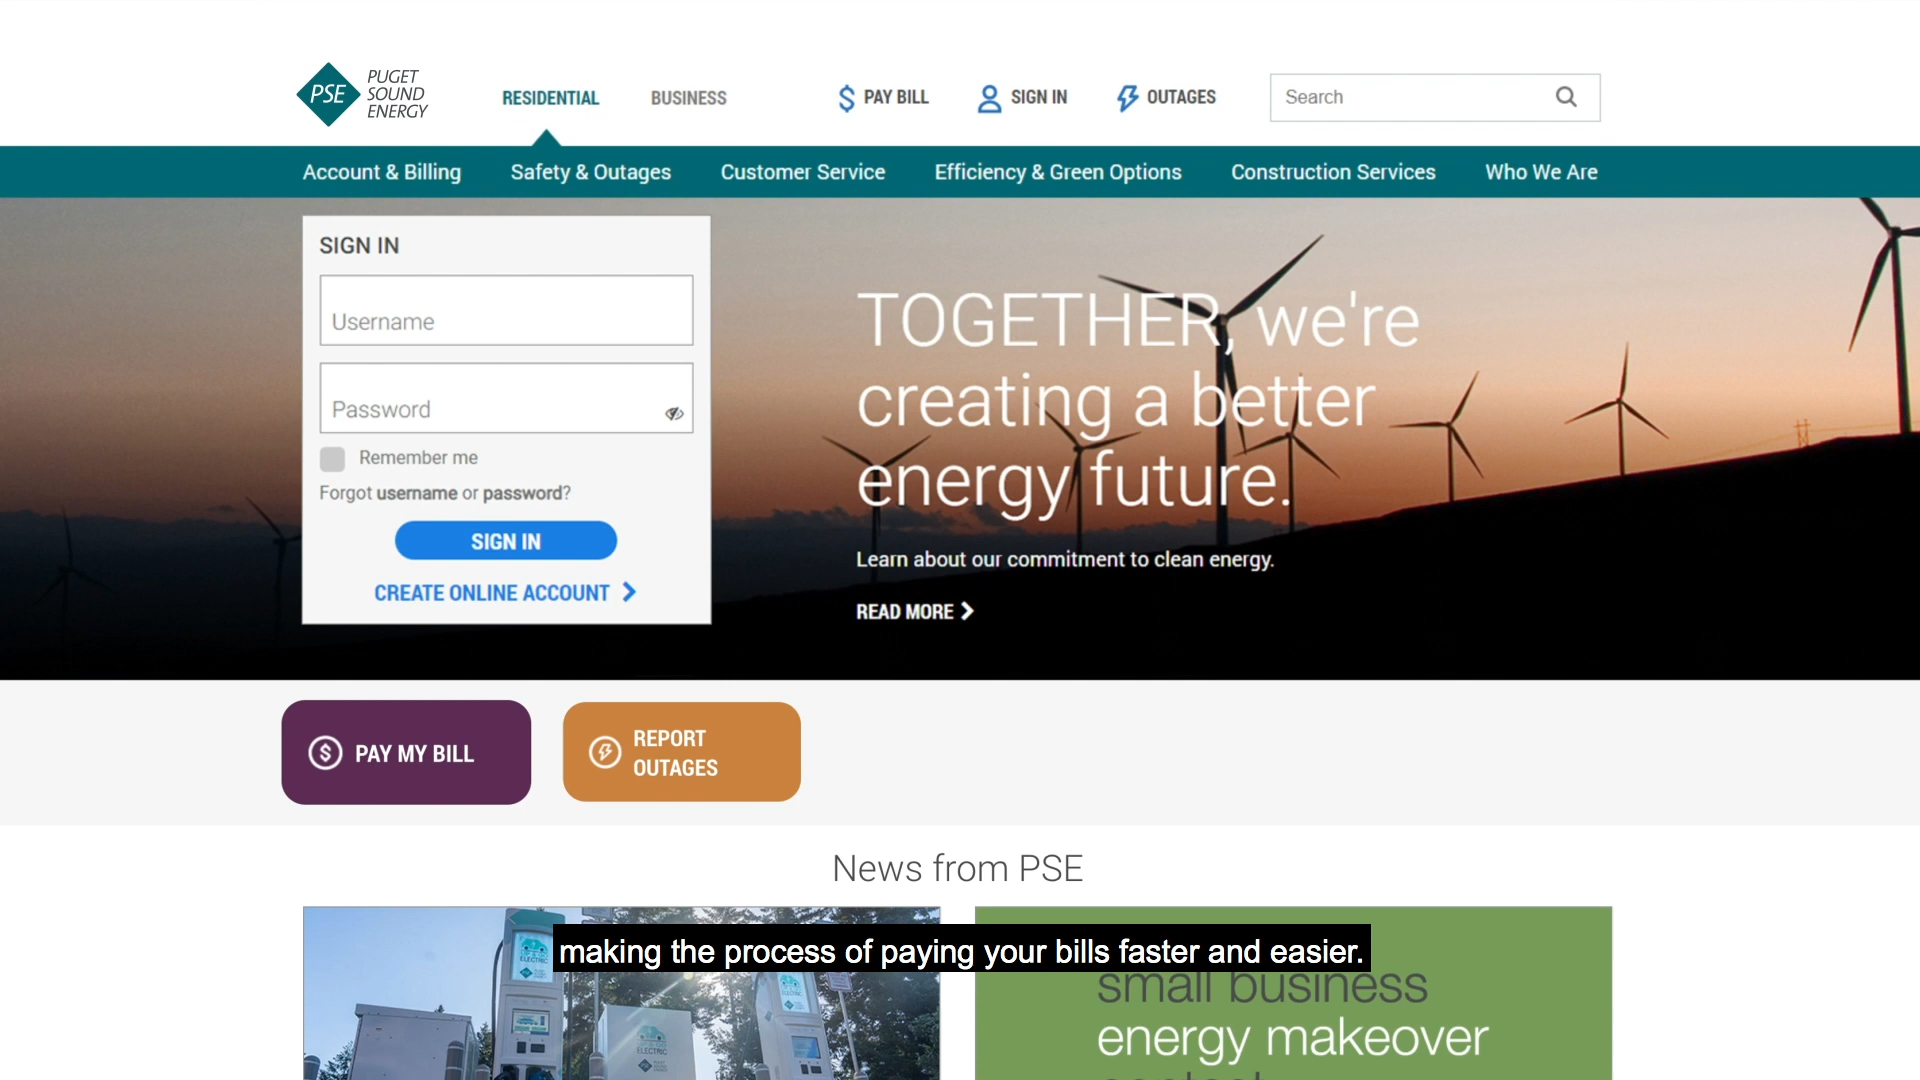 PSE
PUGET
SOUND
ENERGY
RESIDENTIAL
BUSINESS
PAY BILL
SIGN IN
OUTAGES
Search
Account & Billing
Safety & Outages
Customer Service
Efficiency & Green Options
Construction Services
Who We Are
SIGN IN
Username
Password
Remember me
Forgot username or password?
SIGN IN
CREATE ONLINE ACCOUNT
TOGETHER, we're
creating a better
energy future.
Learn about our commitment to clean energy.
READ MORE
PAY MY BILL
REPORT
OUTAGES
News from PSE
ELECTRIC
ELECTRIC
ELECTRIC
making the process of paying your bills faster and easier.
small business
energy makeover
contest